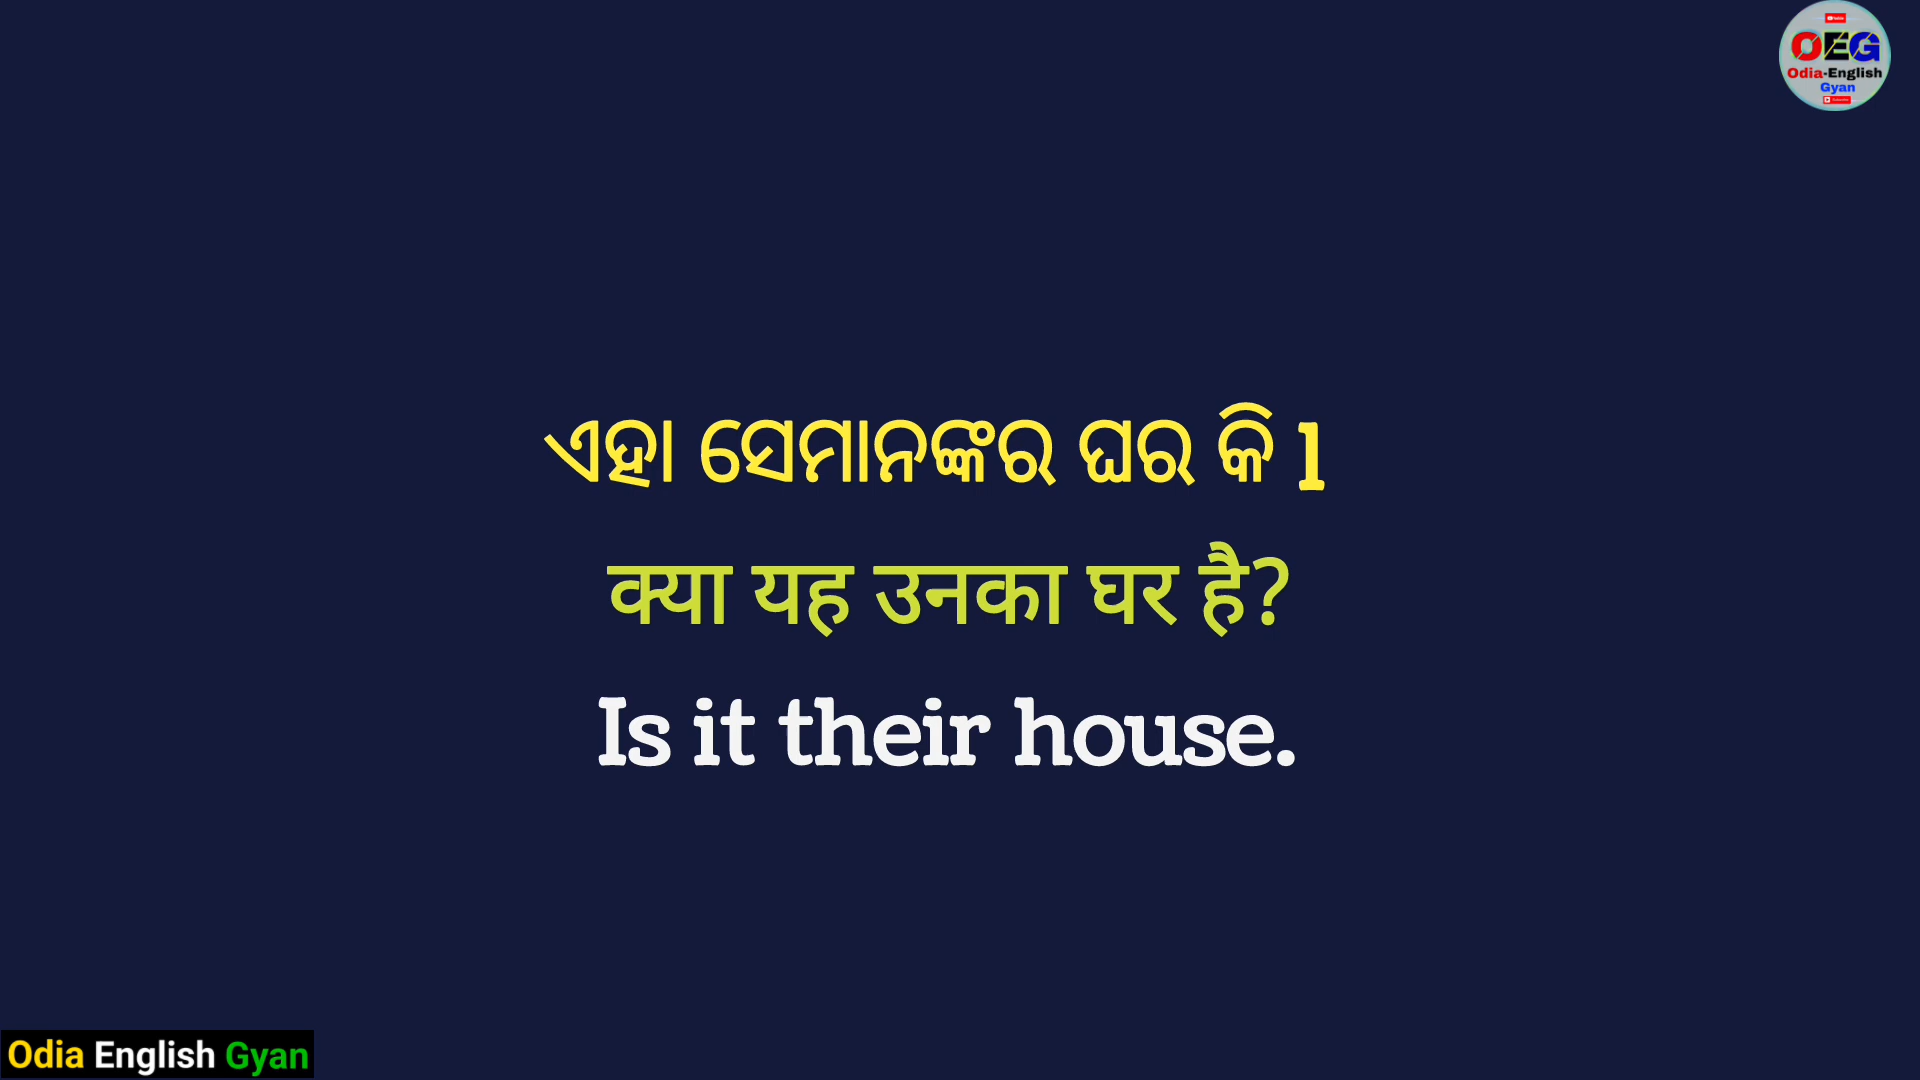 OEG
Odia-English
Gyan
ଏହା ସେମାନଙ୍କର ଘର କି l
क्या यह उनका घर है?
Is it their house.
Odia English Gyan